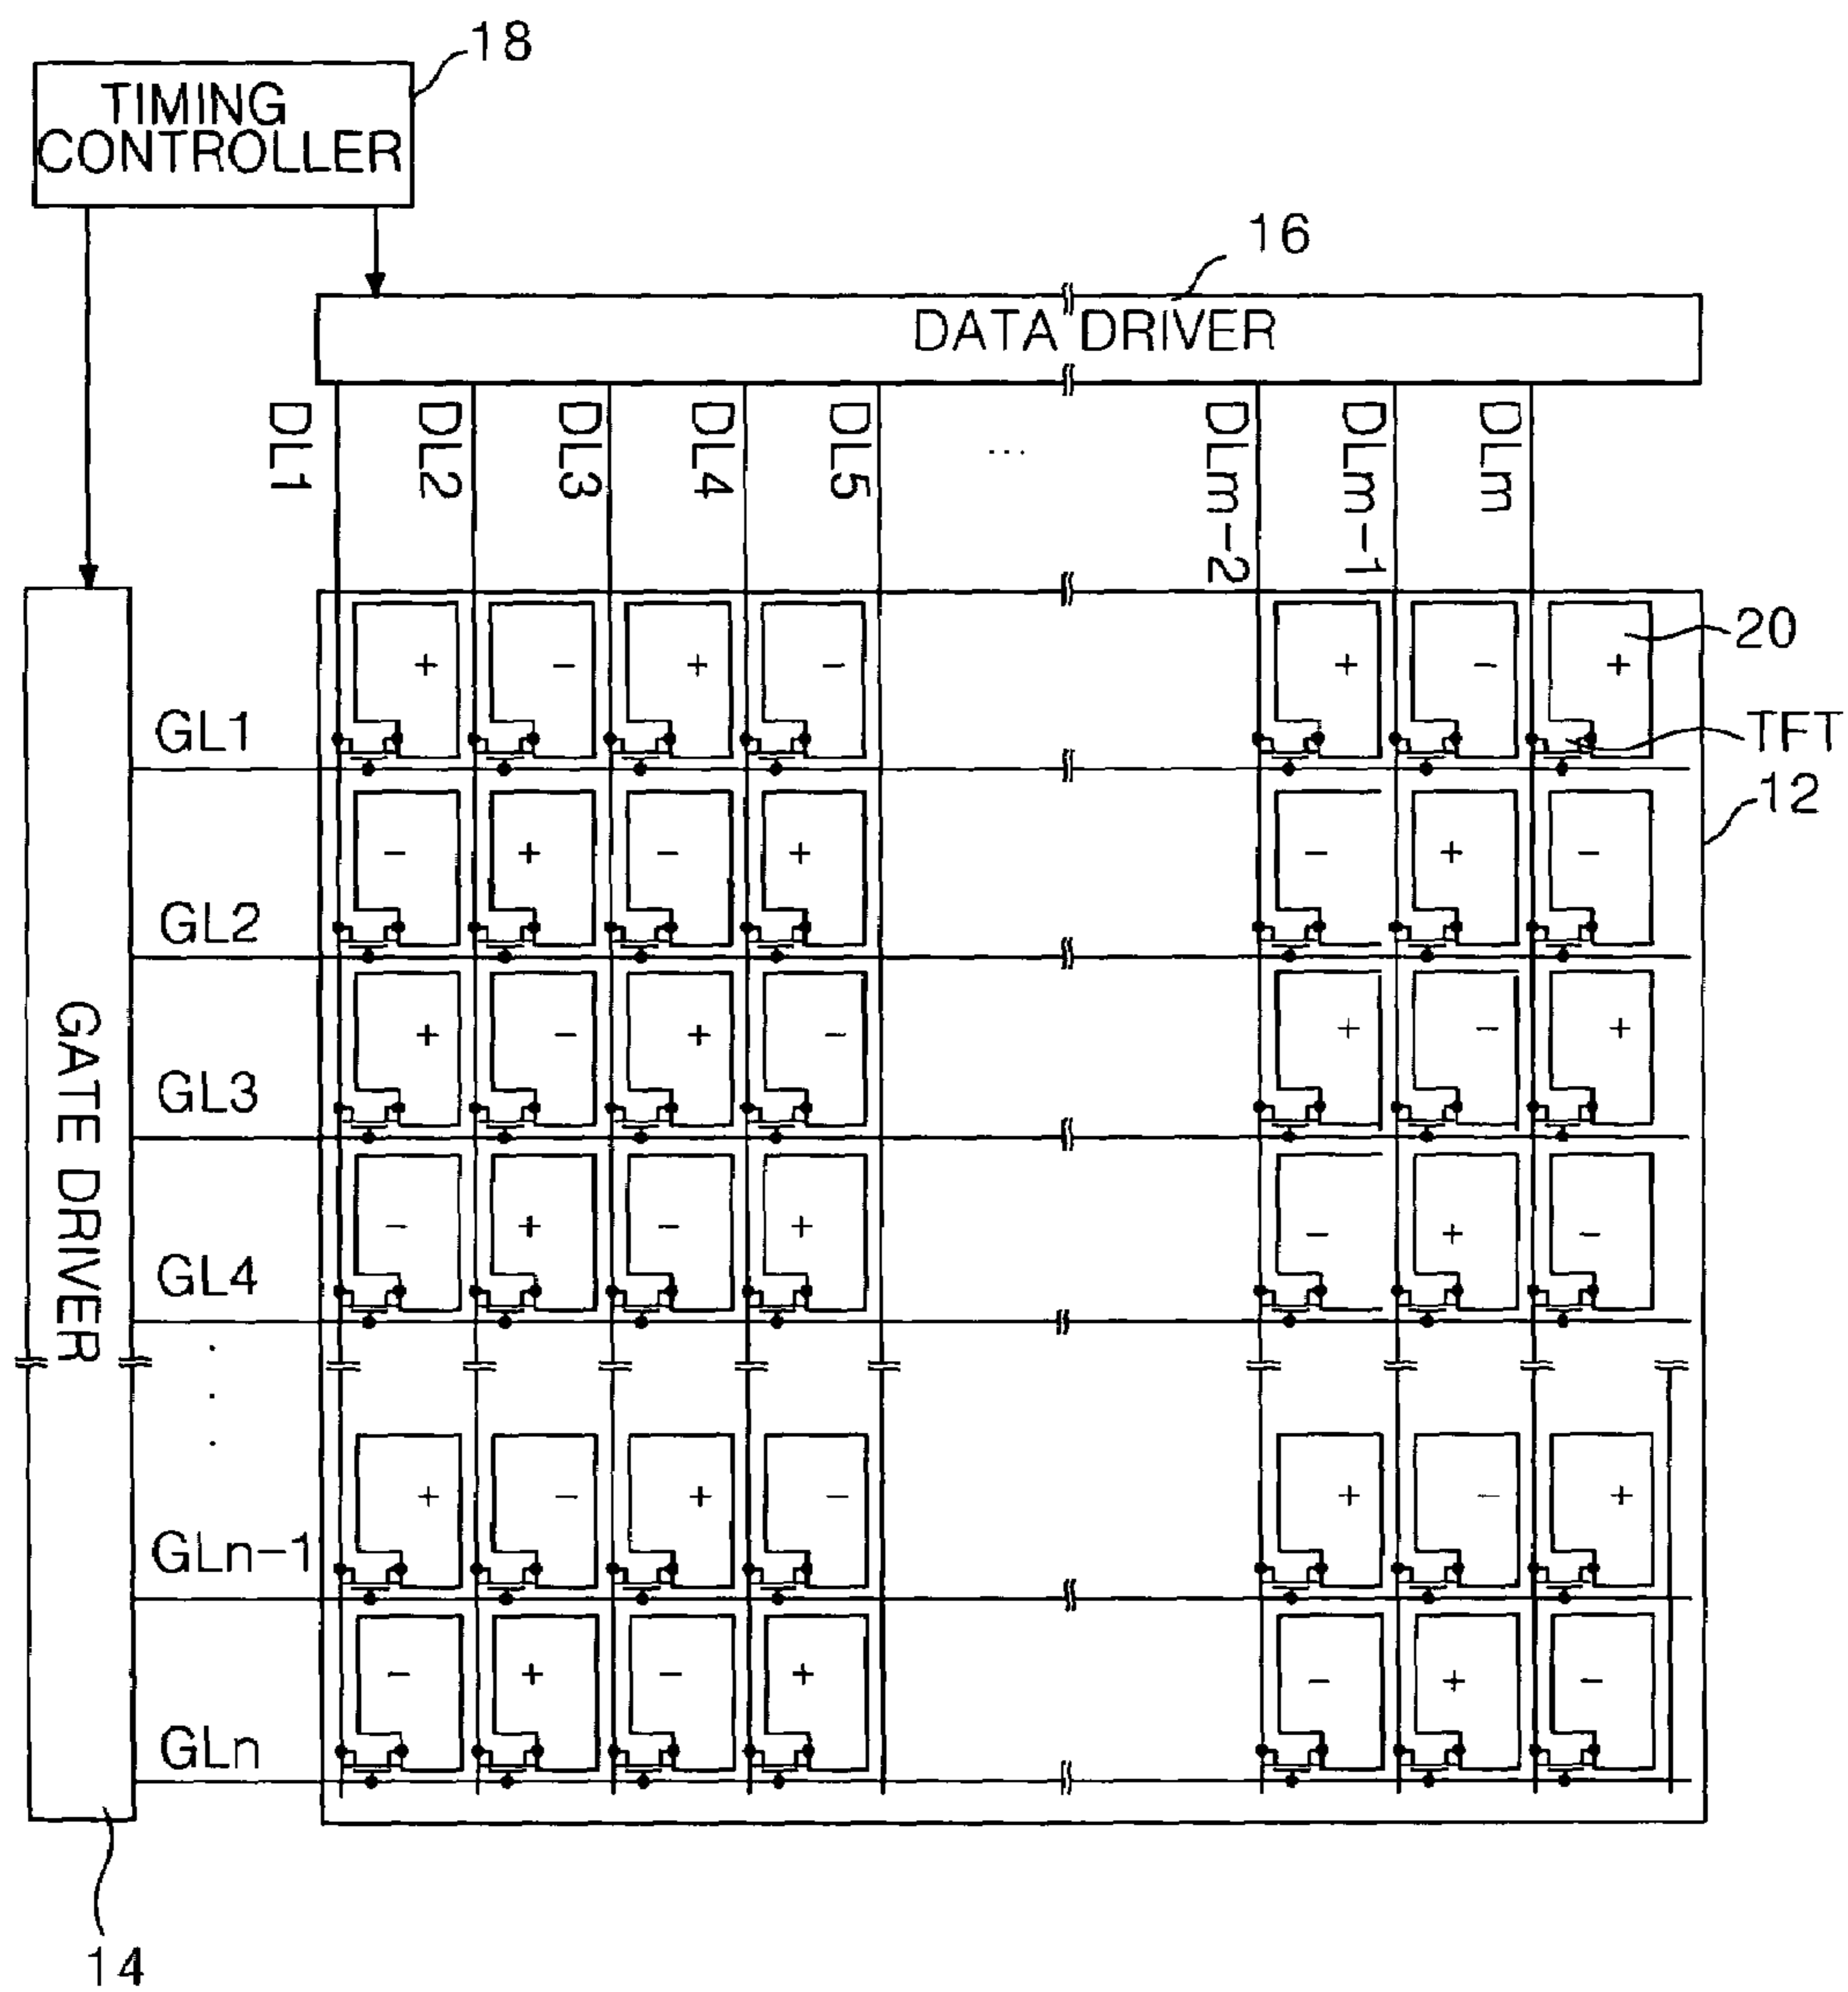 18
TIMING
CONTROLLER
16
DATA DRIVER
DL1
DL2
DL3
DL4
DL5
...
DLm-2
DLm-1
DLm
+ - + - + - +
20
GL1
TFT
12
- + - + - + -
GL2
+ - + - + - +
GL3
- + - + - + -
GL4
GATE DRIVER
+ - + - + - +
GLn-1
- + - + - + -
GLn
14